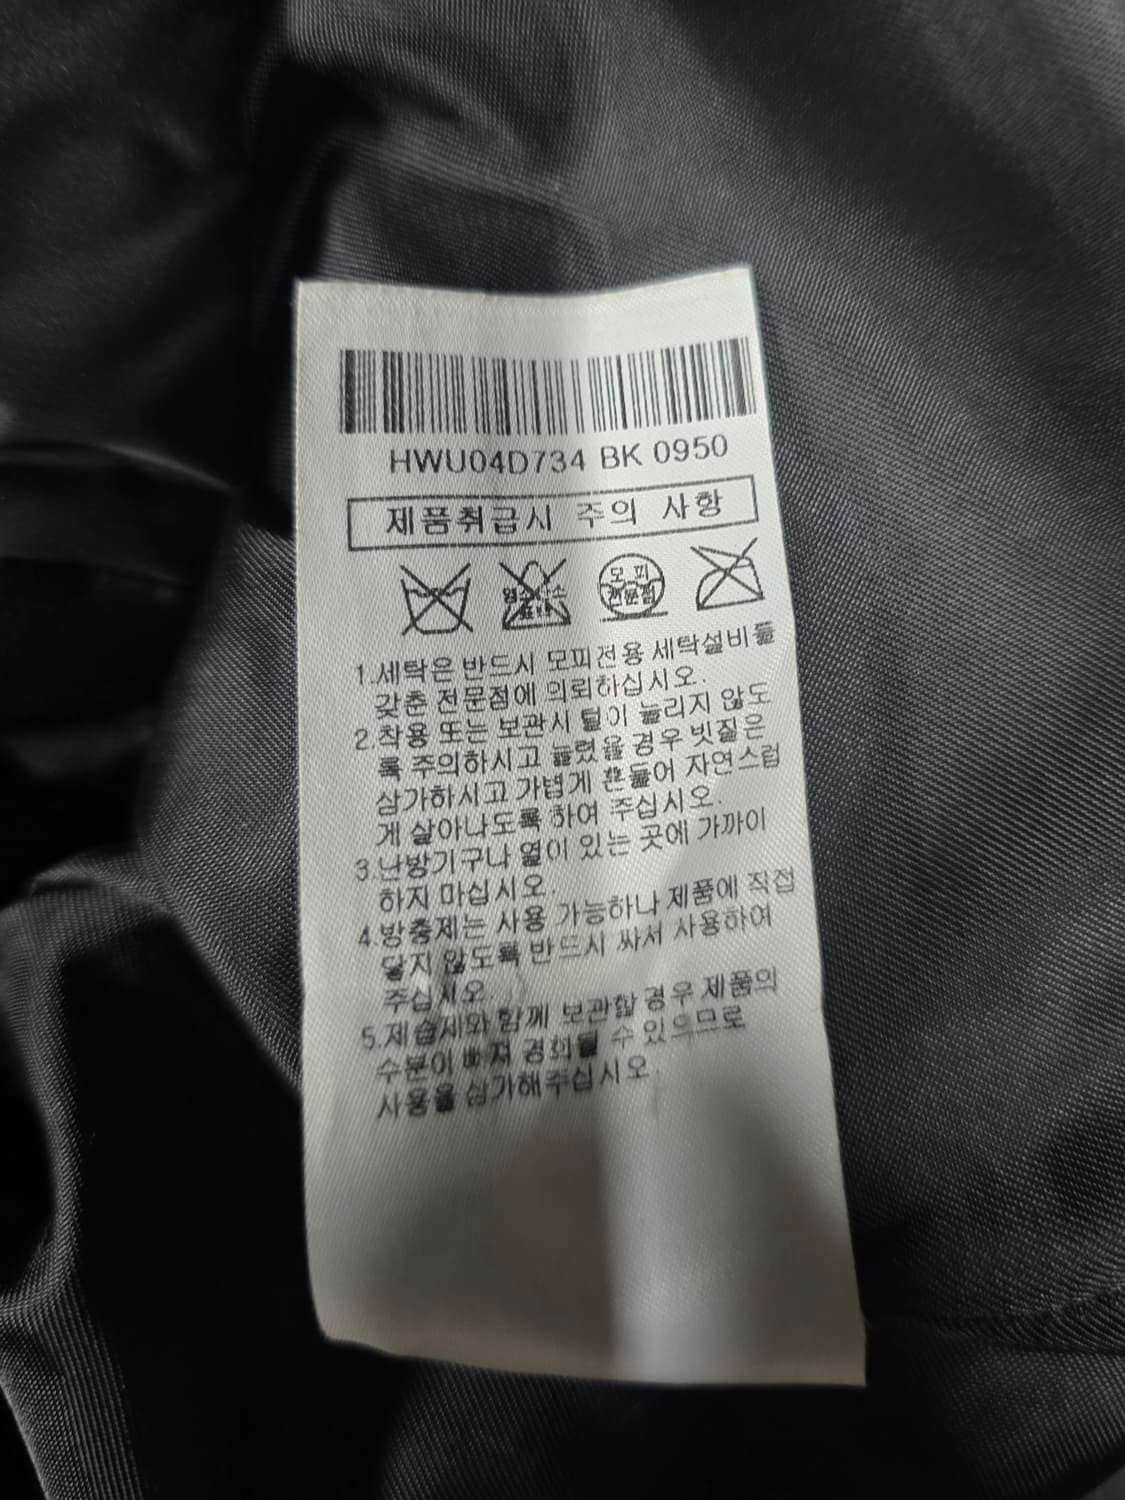 HWU04D734 BK 0950
제품취급시 주의 사항
모 피
전문점
1.세탁은 반드시 모피전용 세탁설비를
갖춘 전문점에 의뢰하십시오.
2.착용 또는 보관시 털이 눌리지 않도
록 주의하시고 눌렸을 경우 빗질은
삼가하시고 가볍게 흔들어 자연스럽
게 살아나도록 하여 주십시오.
3.난방기구나 열이 있는 곳에 가까이
하지 마십시오.
4.방충제는 사용 가능하나 제품에 직접
닿지 않도록 반드시 싸서 사용하여
주십시오.
5.제습제와 함께 보관할 경우 제품의
수분이 빠져 경화될 수 있으므로
사용을 삼가해주십시오.